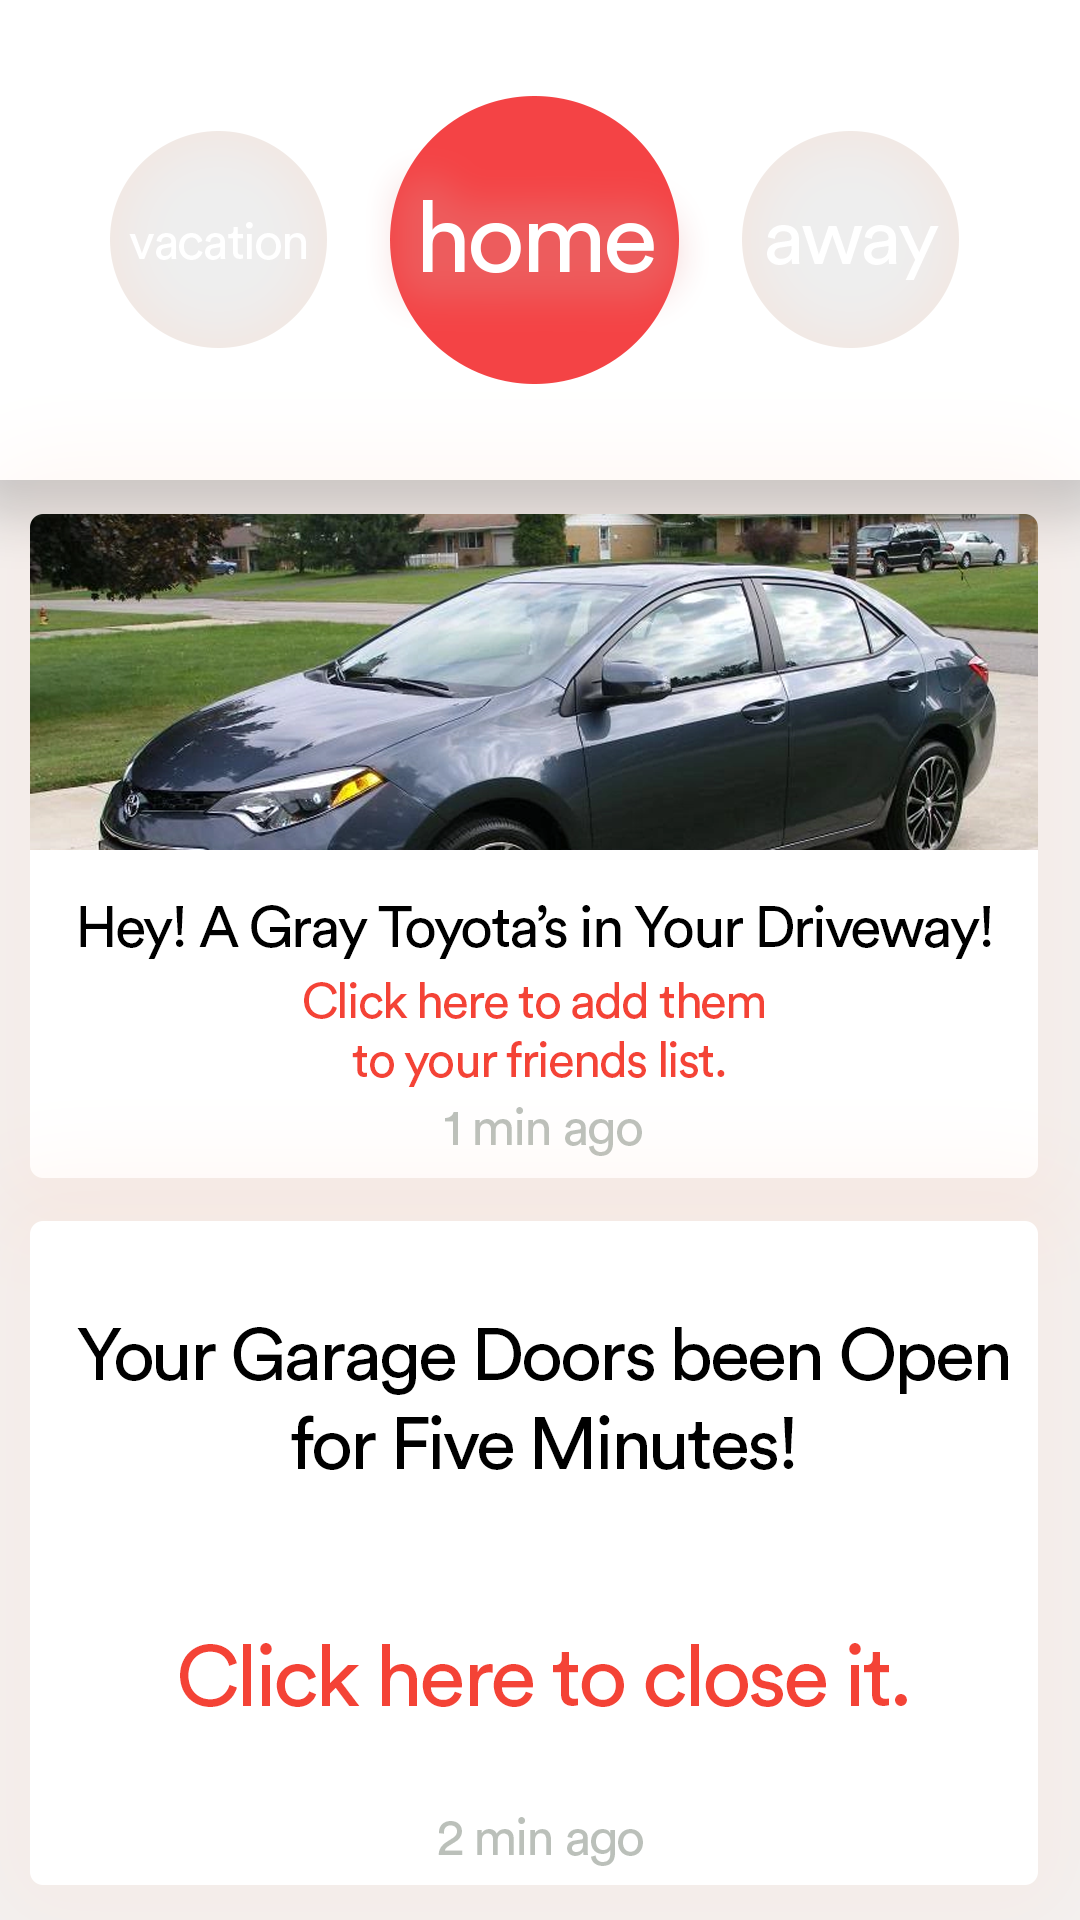 vacation
home
away
Hey! A Gray Toyota’s in Your Driveway!
Click here to add them
to your friends list.
1 min ago
Your Garage Doors been Open
for Five Minutes!
Click here to close it.
2 min ago